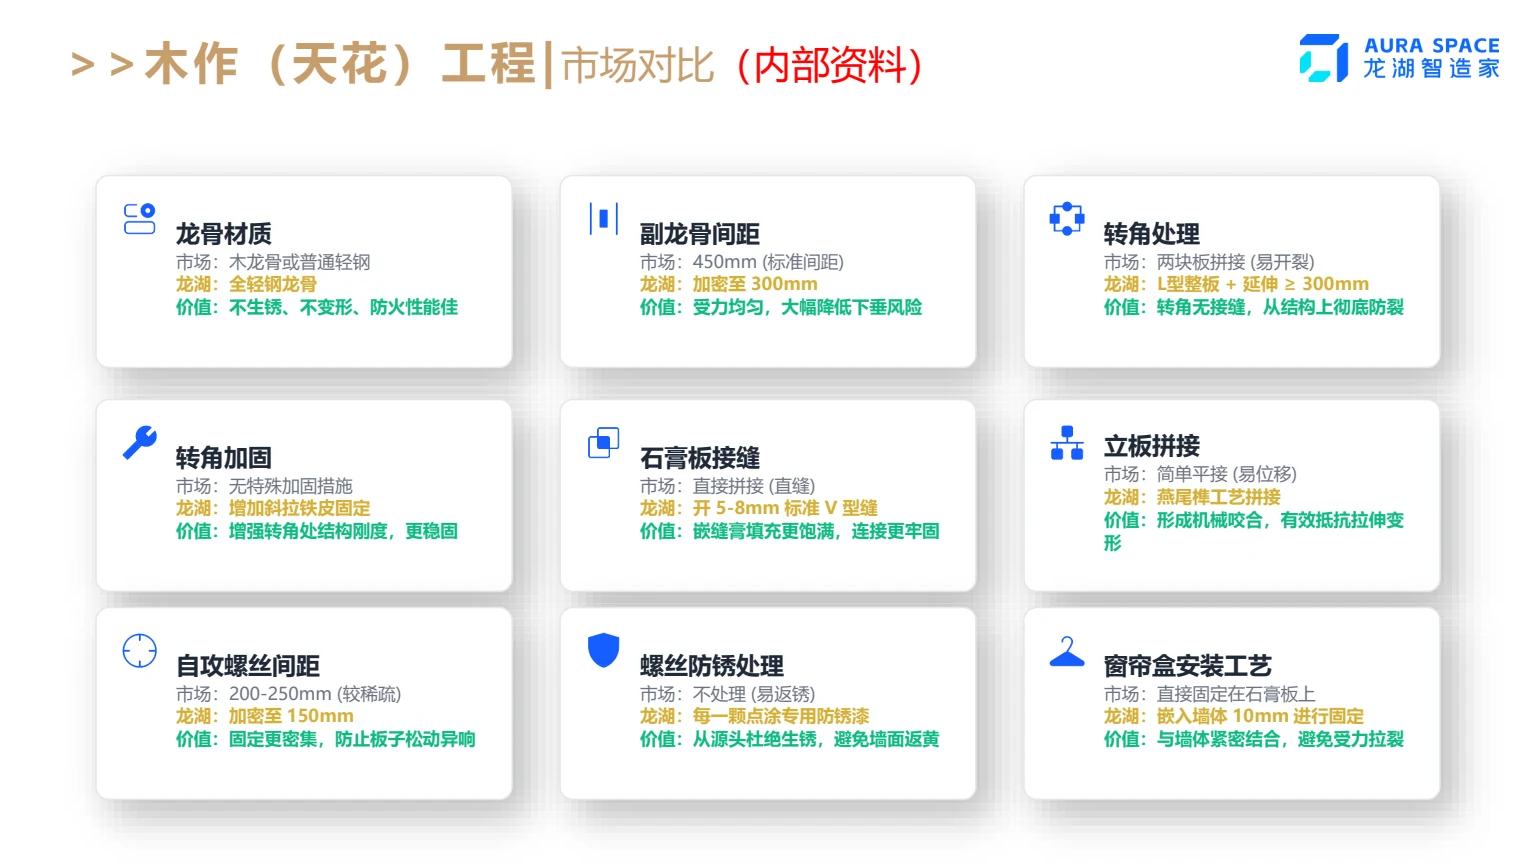 >>木作（天花）工程|市场对比（内部资料）
AURA SPACE
龙湖智造家
龙骨材质
市场：木龙骨或普通轻钢
龙湖：全轻钢龙骨
价值：不生锈、不变形、防火性能佳
副龙骨间距
市场：450mm (标准间距)
龙湖：加密至 300mm
价值：受力均匀，大幅降低下垂风险
转角处理
市场：两块板拼接 (易开裂)
龙湖：L型整板 + 延伸 ≥ 300mm
价值：转角无接缝，从结构上彻底防裂
转角加固
市场：无特殊加固措施
龙湖：增加斜拉铁皮固定
价值：增强转角处结构刚度，更稳固
石膏板接缝
市场：直接拼接 (直缝)
龙湖：开 5-8mm 标准 V 型缝
价值：嵌缝膏填充更饱满，连接更牢固
立板拼接
市场：简单平接 (易位移)
龙湖：燕尾榫工艺拼接
价值：形成机械咬合，有效抵抗拉伸变
形
自攻螺丝间距
市场：200-250mm (较稀疏)
龙湖：加密至 150mm
价值：固定更密集，防止板子松动异响
螺丝防锈处理
市场：不处理 (易返锈)
龙湖：每一颗点涂专用防锈漆
价值：从源头杜绝生锈，避免墙面返黄
窗帘盒安装工艺
市场：直接固定在石膏板上
龙湖：嵌入墙体 10mm 进行固定
价值：与墙体紧密结合，避免受力拉裂